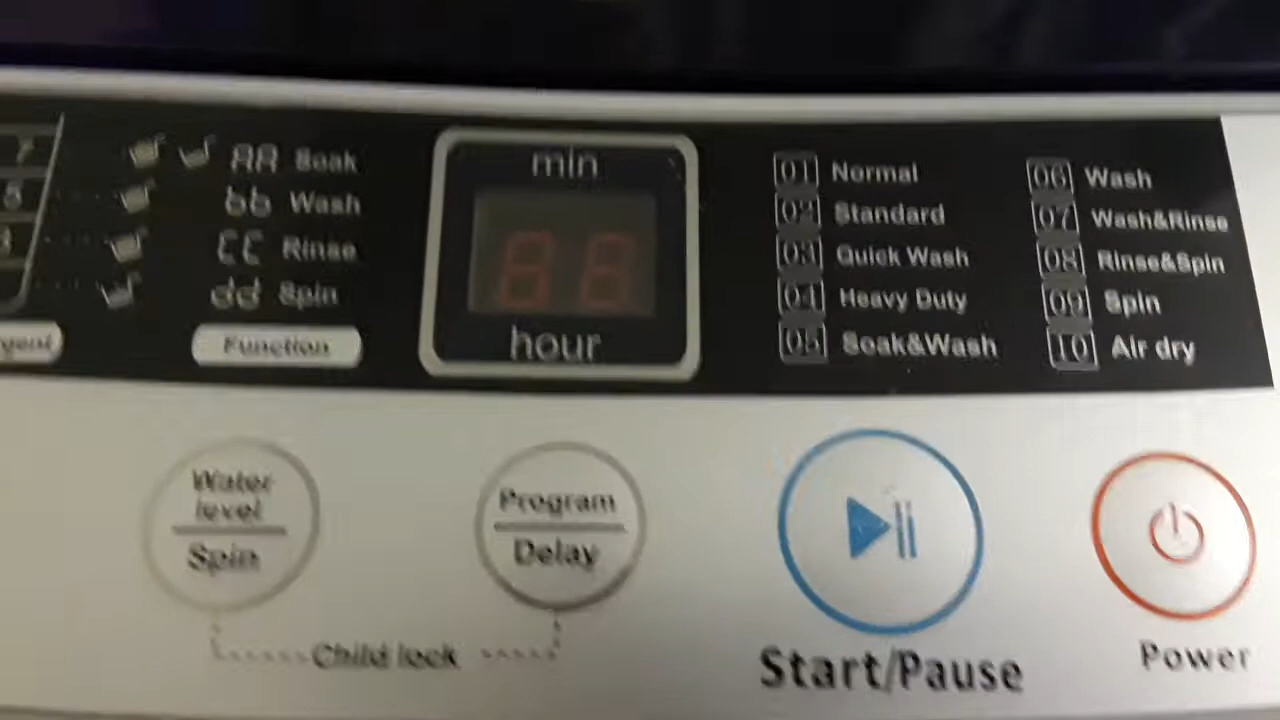 7
AA Soak
bb Wash
CC Rinse
dd Spin
Function
min
88
hour
01 Normal
02 Standard
03 Quick Wash
04 Heavy Duty
05 Soak&Wash
06 Wash
07 Wash&Rinse
08 Rinse&Spin
09 Spin
10 Air dry
Water
level
Spin
Program
Delay
Child lock
Start/Pause
Power